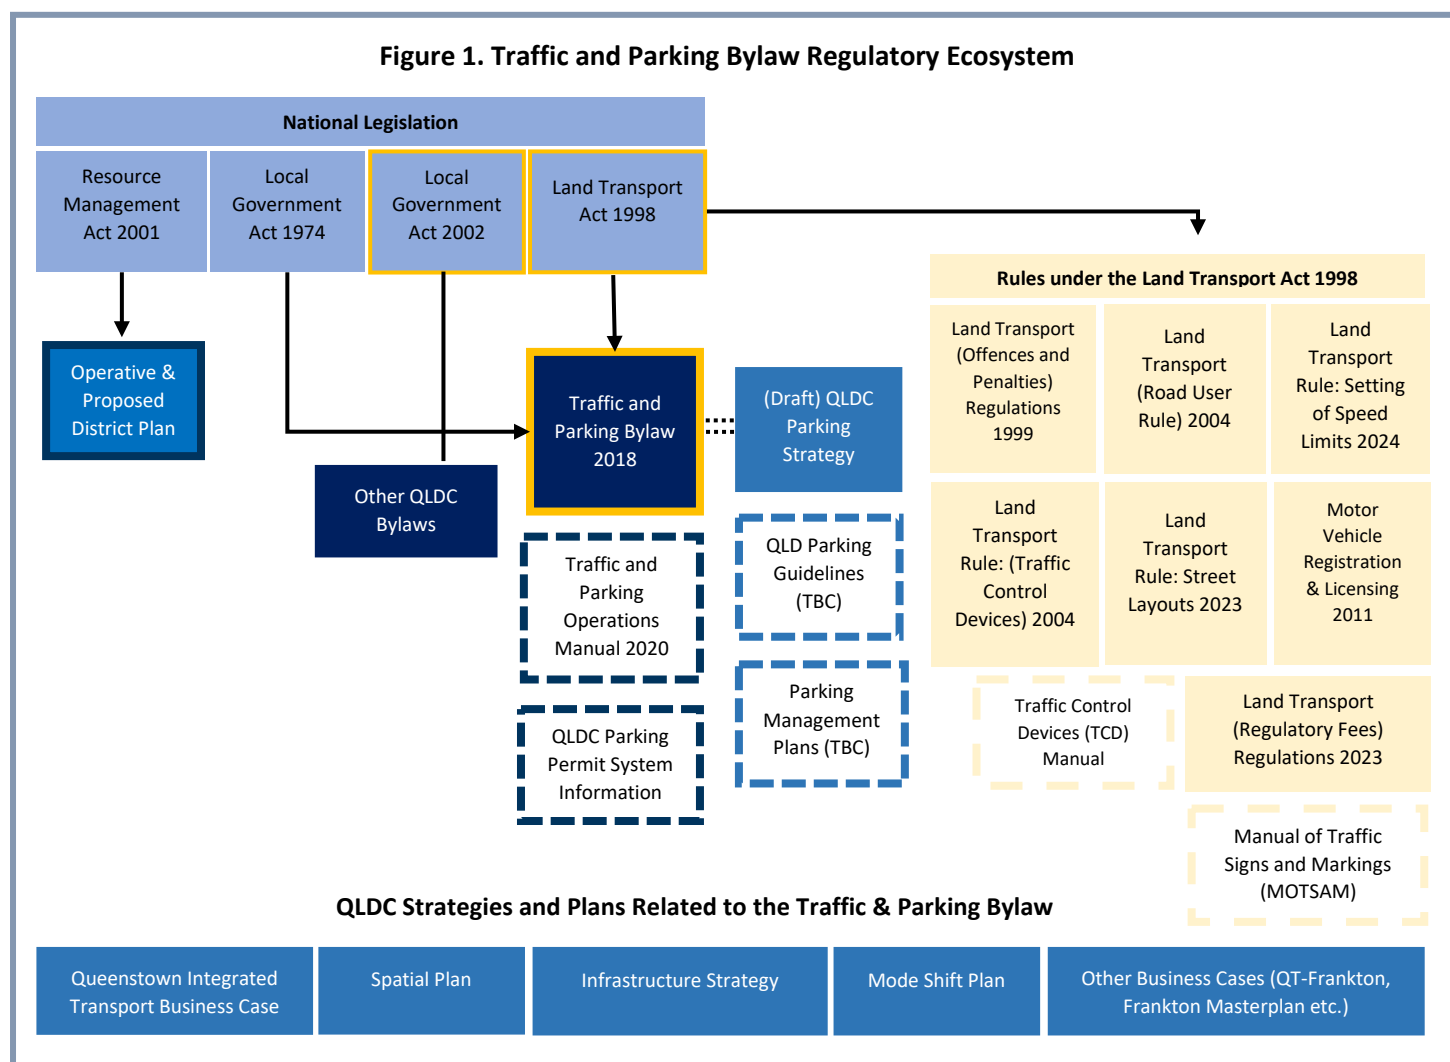 Figure 1. Traffic and Parking Bylaw Regulatory Ecosystem
National Legislation
Resource
Management
Act 2001
Local
Government
Act 1974
Local
Government
Act 2002
Land Transport
Act 1998
Operative &
Proposed
District Plan
Other QLDC
Bylaws
Traffic and
Parking Bylaw
2018
(Draft) QLDC
Parking
Strategy
Traffic and
Parking
Operations
Manual 2020
QLDC Parking
Permit System
Information
QLD Parking
Guidelines
(TBC)
Parking
Management
Plans (TBC)
Rules under the Land Transport Act 1998
Land Transport
(Offences and
Penalties)
Regulations
1999
Land
Transport
(Road User
Rule) 2004
Land
Transport
Rule: Setting
of Speed
Limits 2024
Land
Transport
Rule: (Traffic
Control
Devices) 2004
Land
Transport
Rule: Street
Layouts 2023
Motor
Vehicle
Registration
& Licensing
2011
Traffic Control
Devices (TCD)
Manual
Land Transport
(Regulatory Fees)
Regulations 2023
Manual of Traffic
Signs and Markings
(MOTSAM)
QLDC Strategies and Plans Related to the Traffic & Parking Bylaw
Queenstown Integrated
Transport Business Case
Spatial Plan
Infrastructure Strategy
Mode Shift Plan
Other Business Cases (QT-Frankton,
Frankton Masterplan etc.)